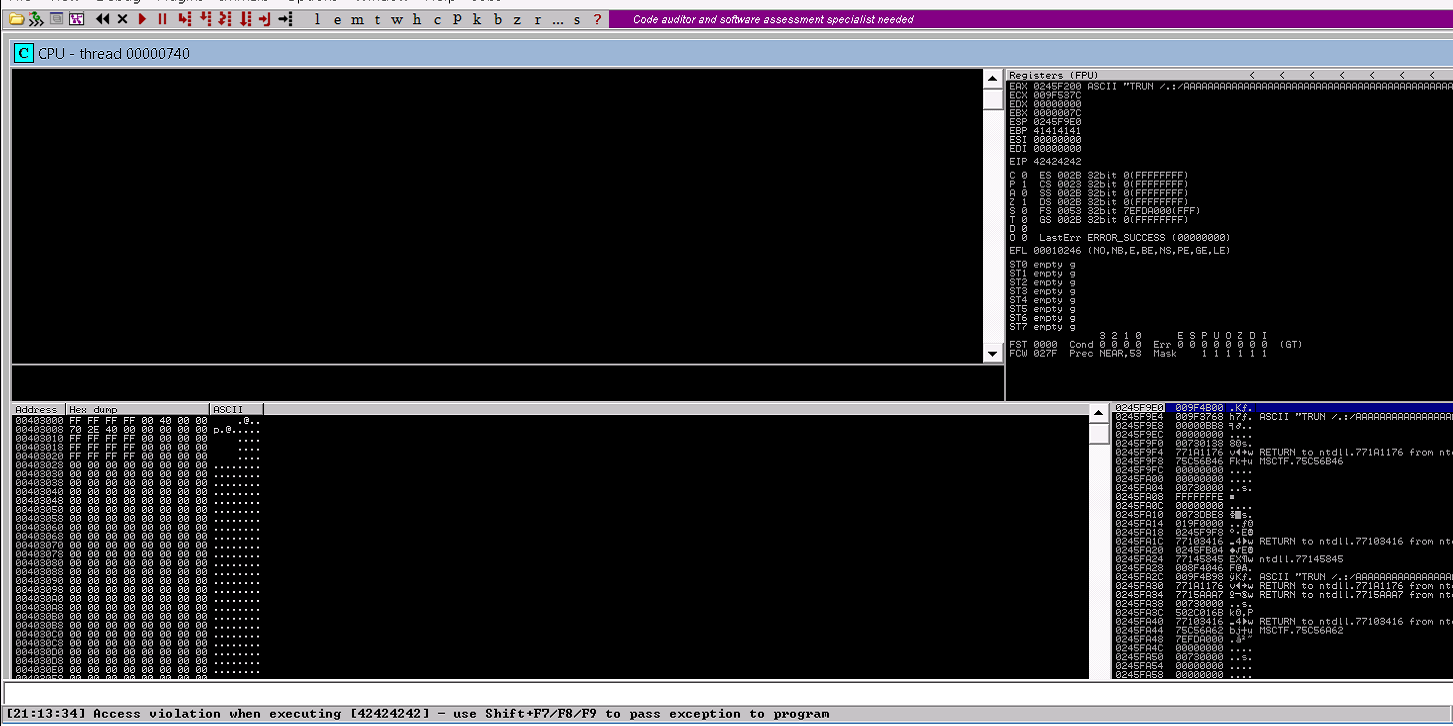 l e m t w h c p k b z r ... s ?
Code auditor and software assessment specialist needed
C CPU - thread 00000740
Registers (FPU) < < < < < < <
EAX 0245F200 ASCII "TRUN /.:/AAAAAAAAAAAAAAAAAAAAAAAAAAAAAAAAAAAAAAAAAAAAA
ECX 009F537C
EDX 00000000
EBX 0000007C
ESP 0245F9E0
EBP 41414141
ESI 00000000
EDI 00000000
EIP 42424242
C 0 ES 002B 32bit 0(FFFFFFFF)
P 1 CS 0023 32bit 0(FFFFFFFF)
A 0 SS 002B 32bit 0(FFFFFFFF)
Z 1 DS 002B 32bit 0(FFFFFFFF)
S 0 FS 0053 32bit 7EFDA000(FFF)
T 0 GS 002B 32bit 0(FFFFFFFF)
D 0
O 0 LastErr ERROR_SUCCESS (00000000)
EFL 00010246 (NO,NB,E,BE,NS,PE,GE,LE)
ST0 empty g
ST1 empty g
ST2 empty g
ST3 empty g
ST4 empty g
ST5 empty g
ST6 empty g
ST7 empty g
3 2 1 0 E S P U O Z D I
FST 0000 Cond 0 0 0 0 Err 0 0 0 0 0 0 0 0 (GT)
FCW 027F Prec NEAR,53 Mask 1 1 1 1 1 1
Address Hex dump ASCII
00403000 FF FF FF FF 00 40 00 00 .@..
00403008 70 2E 40 00 00 00 00 00 p.@.....
00403010 FF FF FF FF 00 00 00 00 ....
00403018 FF FF FF FF 00 00 00 00 ....
00403020 FF FF FF FF 00 00 00 00 ....
00403028 00 00 00 00 00 00 00 00 ........
00403030 00 00 00 00 00 00 00 00 ........
00403038 00 00 00 00 00 00 00 00 ........
00403040 00 00 00 00 00 00 00 00 ........
00403048 00 00 00 00 00 00 00 00 ........
00403050 00 00 00 00 00 00 00 00 ........
00403058 00 00 00 00 00 00 00 00 ........
00403060 00 00 00 00 00 00 00 00 ........
00403068 00 00 00 00 00 00 00 00 ........
00403070 00 00 00 00 00 00 00 00 ........
00403078 00 00 00 00 00 00 00 00 ........
00403080 00 00 00 00 00 00 00 00 ........
00403088 00 00 00 00 00 00 00 00 ........
00403090 00 00 00 00 00 00 00 00 ........
00403098 00 00 00 00 00 00 00 00 ........
004030A0 00 00 00 00 00 00 00 00 ........
004030A8 00 00 00 00 00 00 00 00 ........
004030B0 00 00 00 00 00 00 00 00 ........
004030B8 00 00 00 00 00 00 00 00 ........
004030C0 00 00 00 00 00 00 00 00 ........
004030C8 00 00 00 00 00 00 00 00 ........
004030D0 00 00 00 00 00 00 00 00 ........
004030D8 00 00 00 00 00 00 00 00 ........
004030E0 00 00 00 00 00 00 00 00 ........
004030E8 00 00 00 00 00 00 00 00 ........
0245F9E0 009F4B00 .Kƒ.
0245F9E4 009F3768 h7ƒ. ASCII "TRUN /.:/AAAAAAAAAAAAAAAA
0245F9E8 00000BB8
0245F9EC 00000000 ....
0245F9F0 00730138
0245F9F4 771A1176 RETURN to ntdll.771A1176 from nt
0245F9F8 75C56B46 MSCTF.75C56B46
0245F9FC 00000000 ....
0245FA00 00000000 ....
0245FA04 00730000 ..s.
0245FA08 FFFFFFFE
0245FA0C 00000000 ....
0245FA10 0073DBE8
0245FA14 019F0000
0245FA18 0245F9F8
0245FA1C 77103416 RETURN to ntdll.77103416 from nt
0245FA20 0245FB04
0245FA24 77145845 ntdll.77145845
0245FA28 008F4046
0245FA2C 009F4B98 ÿKƒ. ASCII "TRUN /.:/AAAAAAAAAAAAAAAA
0245FA30 771A1176 RETURN to ntdll.771A1176 from nt
0245FA34 7715AAA7 RETURN to ntdll.7715AAA7 from nt
0245FA38 00730000 ..s.
0245FA3C 502C016B
0245FA40 77103416 RETURN to ntdll.77103416 from nt
0245FA44 75C56A62 MSCTF.75C56A62
0245FA48 7EFDA000
0245FA4C 00000000 ....
0245FA50 00730000 ..s.
0245FA54 00000000 ....
0245FA58 00000000 ....
[21:13:34] Access violation when executing [42424242] - use Shift+F7/F8/F9 to pass exception to program